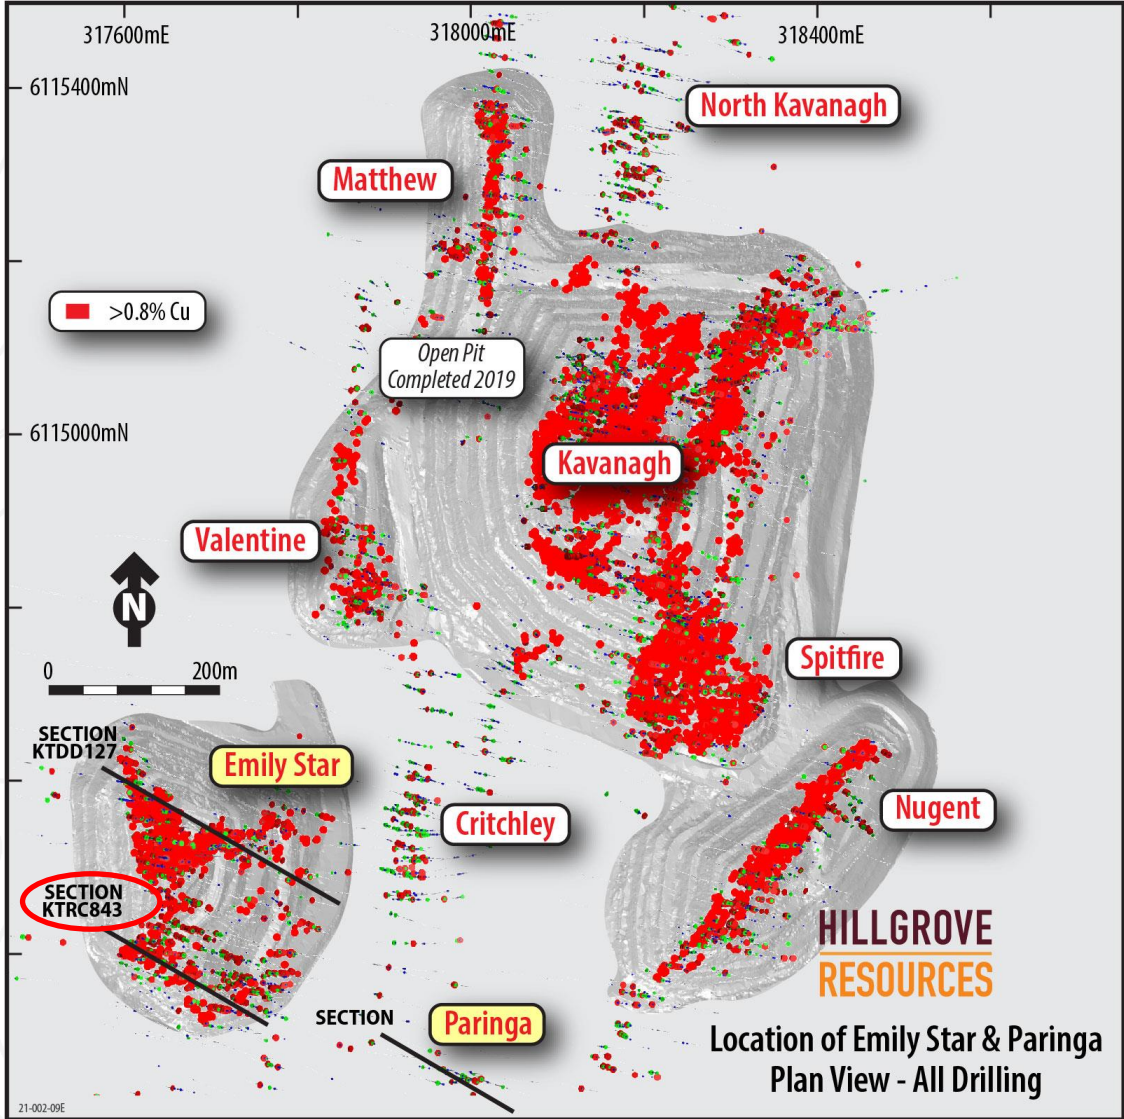 317600mE
318000mE
318400mE
6115400mN
North Kavanagh
Matthew
>0.8% Cu
Open Pit
Completed 2019
6115000mN
Kavanagh
Valentine
N
0
200m
Spitfire
SECTION
KTDD127
Emily Star
Critchley
Nugent
SECTION
KTRC843
HILLGROVE
RESOURCES
SECTION
Paringa
Location of Emily Star & Paringa
Plan View - All Drilling
21-002-09E